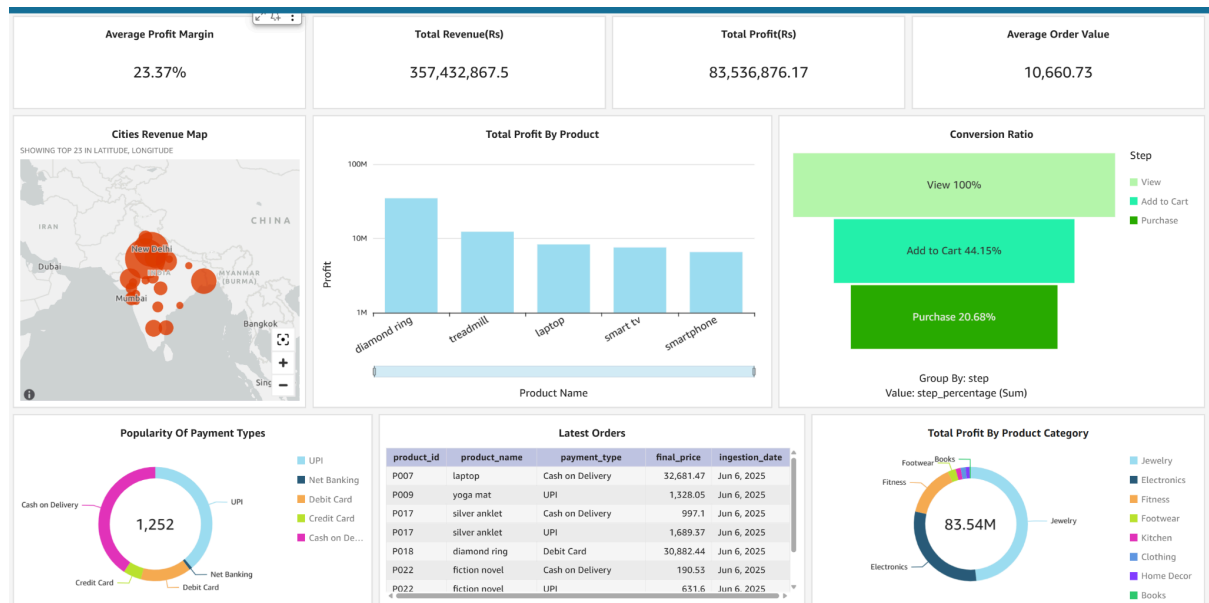 Average Profit Margin
23.37%
Total Revenue(Rs)
357,432,867.5
Total Profit(Rs)
83,536,876.17
Average Order Value
10,660.73
Cities Revenue Map
SHOWING TOP 23 IN LATITUDE, LONGITUDE
IRAN
CHINA
New Delhi
Dubai
INDIA
MYANMAR
(BURMA)
Mumbai
Bangkok
Sing
Total Profit By Product
100M
10M
1M
Profit
diamond ring
treadmill
laptop
smart tv
smartphone
Product Name
Conversion Ratio
View 100%
Add to Cart 44.15%
Purchase 20.68%
Group By: step
Value: step_percentage (Sum)
Step
View
Add to Cart
Purchase
Popularity Of Payment Types
Cash on Delivery
UPI
1,252
Net Banking
Credit Card
Debit Card
UPI
Net Banking
Debit Card
Credit Card
Cash on De...
Latest Orders
product_id product_name payment_type final_price ingestion_date
P007 laptop Cash on Delivery 32,681.47 Jun 6, 2025
P009 yoga mat UPI 1,328.05 Jun 6, 2025
P017 silver anklet Cash on Delivery 997.1 Jun 6, 2025
P017 silver anklet UPI 1,689.37 Jun 6, 2025
P018 diamond ring Debit Card 30,882.44 Jun 6, 2025
P022 fiction novel Cash on Delivery 190.53 Jun 6, 2025
P022 fiction novel UPI 631.6 Jun 6, 2025
Total Profit By Product Category
Books
Footwear
Fitness
83.54M
Jewelry
Electronics
Jewelry
Electronics
Fitness
Footwear
Kitchen
Clothing
Home Decor
Books